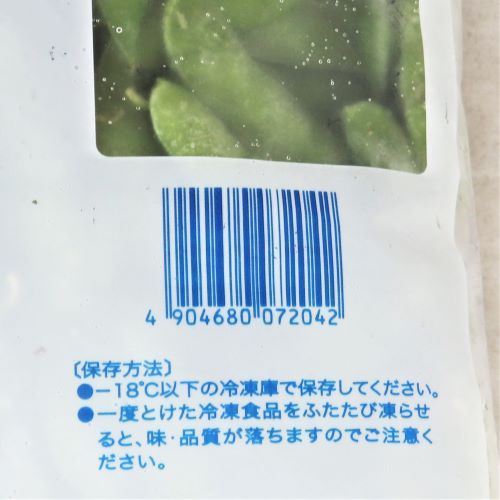 4 904680 072042
〔保存方法〕
●−18℃以下の冷凍庫で保存してください。
●一度とけた冷凍食品をふたたび凍らせ
ると、味・品質が落ちますのでご注意く
ださい。